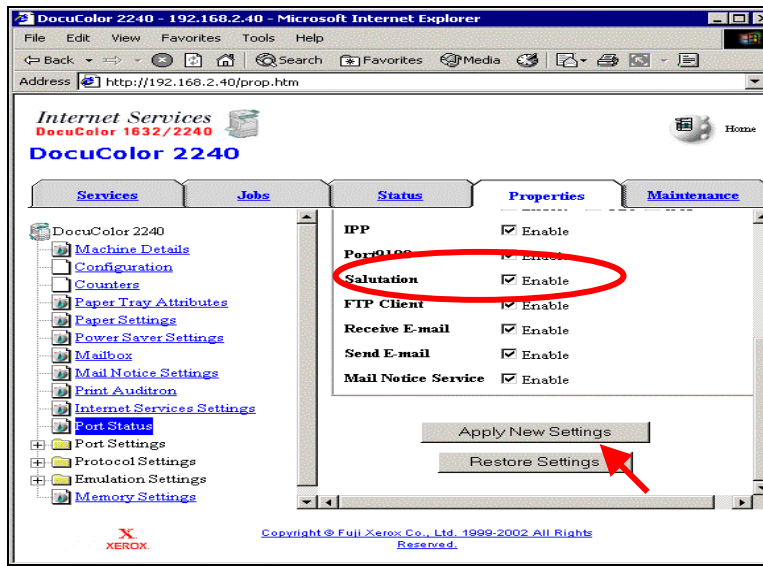 DocuColor 2240 - 192.168.2.40 - Microsoft Internet Explorer
File Edit View Favorites Tools Help
Back Search Favorites Media
Address http://192.168.2.40/prop.htm
Internet Services
DocuColor 1632/2240
Home
DocuColor 2240
Services Jobs Status Properties Maintenance
DocuColor 2240
Machine Details
Configuration
Counters
Paper Tray Attributes
Paper Settings
Power Saver Settings
Mailbox
Mail Notice Settings
Print Auditron
Internet Services Settings
Port Status
Port Settings
Protocol Settings
Emulation Settings
Memory Settings
IPP Enable
Port9100 Enable
Salutation Enable
FTP Client Enable
Receive E-mail Enable
Send E-mail Enable
Mail Notice Service Enable
Apply New Settings
Restore Settings
X
XEROX.
Copyright © Fuji Xerox Co., Ltd. 1999-2002 All Rights
Reserved.